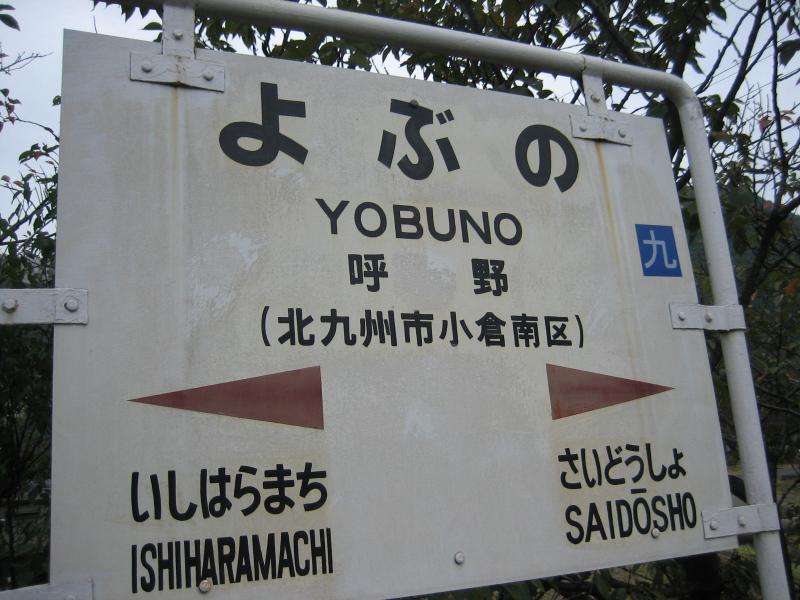 よぶの
YOBUNO
九
呼野
(北九州市小倉南区)
いしはらまち
さいどうしょ
ISHIHARAMACHI
SAIDŌSHO